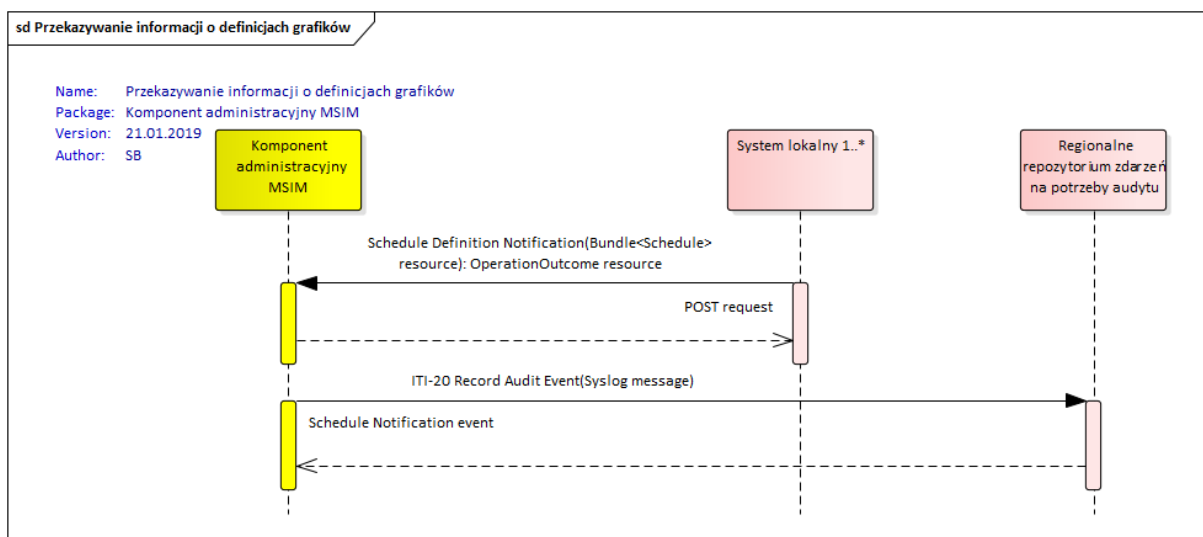 sd Przekazywanie informacji o definicjach grafików
Name: Przekazywanie informacji o definicjach grafików
Package: Komponent administracyjny MSIM
Version: 21.01.2019
Author: SB
Komponent
administracyjny
MSIM
System lokalny 1..*
Regionalne
repozytorium zdarzeń
na potrzeby audytu
Schedule Definition Notification(Bundle<Schedule>
resource): OperationOutcome resource
POST request
ITI-20 Record Audit Event(Syslog message)
Schedule Notification event